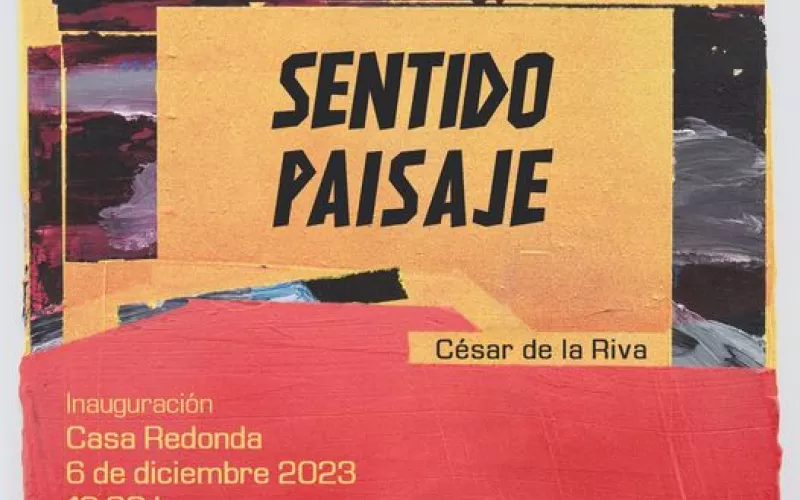 SENTIDO
PAISAJE
César de la Riva
Inauguración
Casa Redonda
6 de diciembre 2023